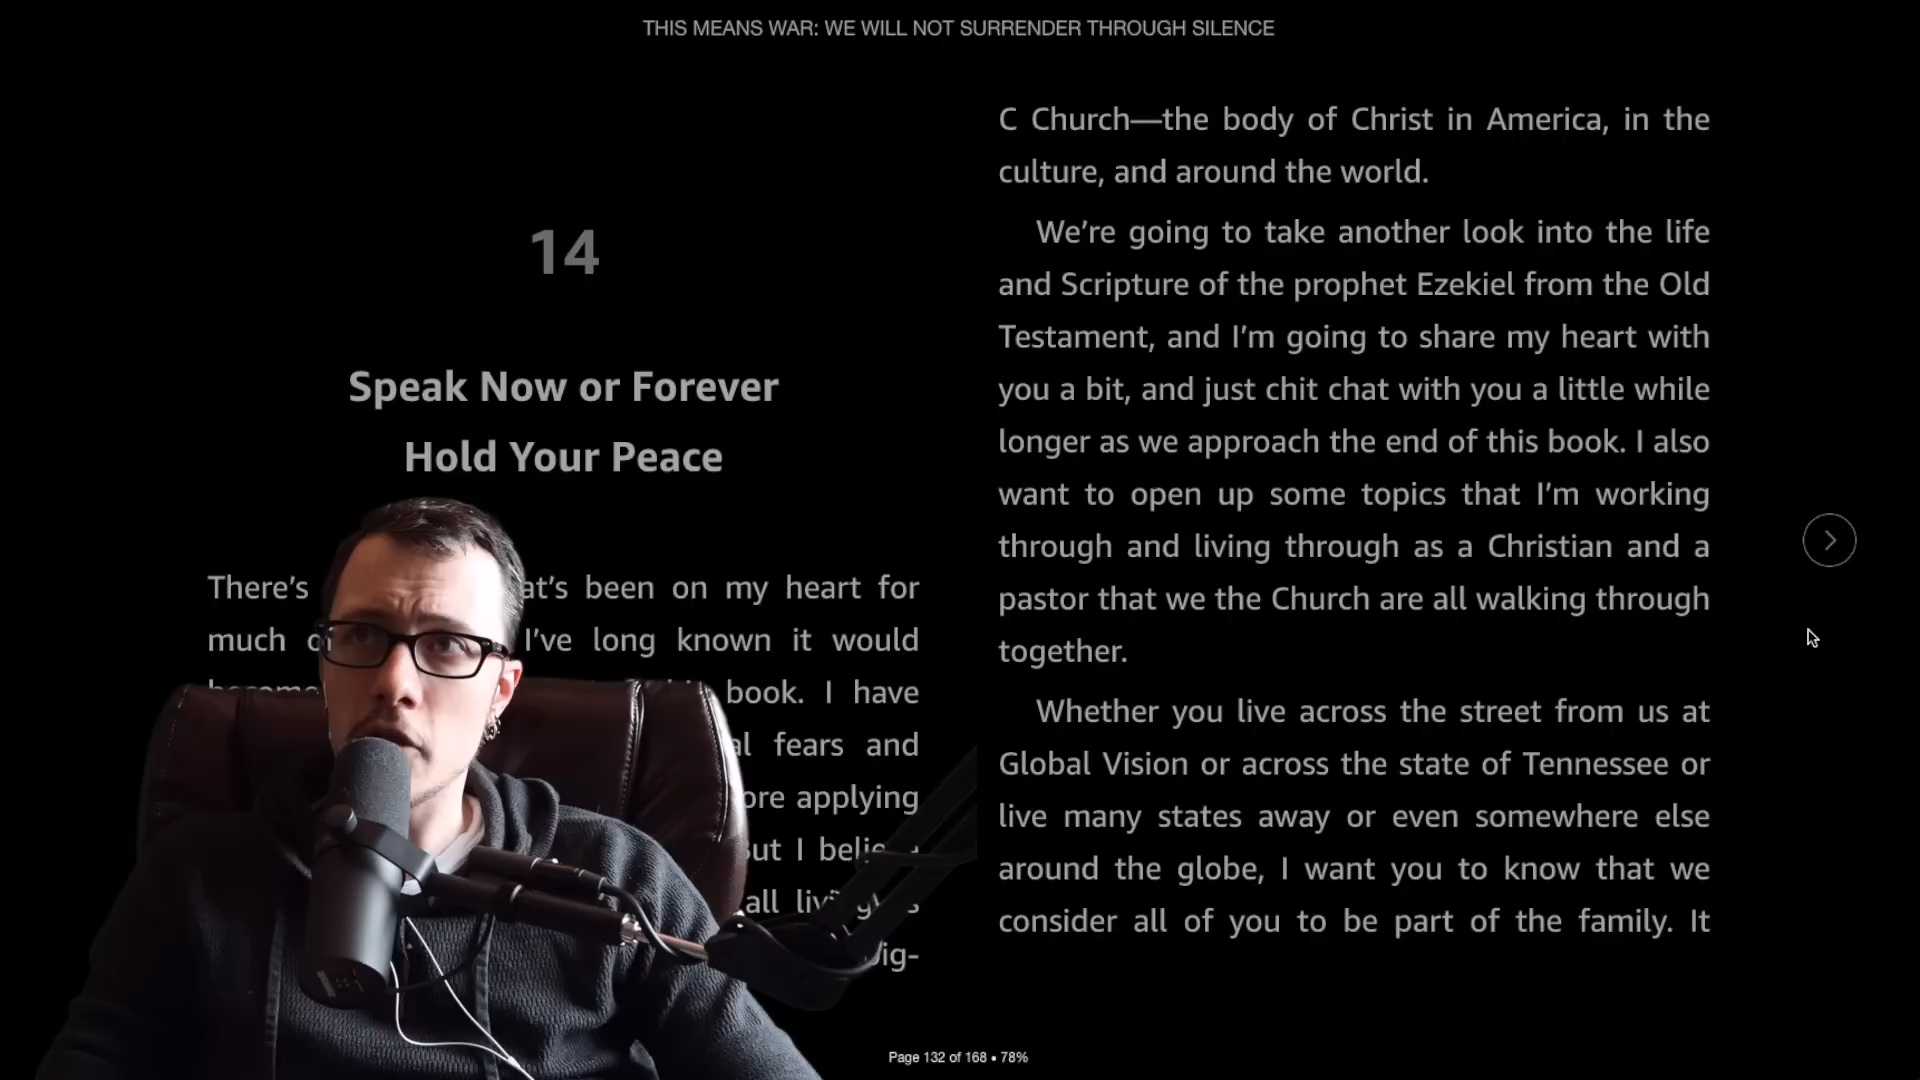 THIS MEANS WAR: WE WILL NOT SURRENDER THROUGH SILENCE
14
Speak Now or Forever
Hold Your Peace
There’s at’s been on my heart for
much I’ve long known it would
become book. I have
fears and
applying
But I
all
big-
C Church—the body of Christ in America, in the
culture, and around the world.
We’re going to take another look into the life
and Scripture of the prophet Ezekiel from the Old
Testament, and I’m going to share my heart with
you a bit, and just chit chat with you a little while
longer as we approach the end of this book. I also
want to open up some topics that I’m working
through and living through as a Christian and a
pastor that we the Church are all walking through
together.
Whether you live across the street from us at
Global Vision or across the state of Tennessee or
live many states away or even somewhere else
around the globe, I want you to know that we
consider all of you to be part of the family. It
Page 132 of 168 • 78%